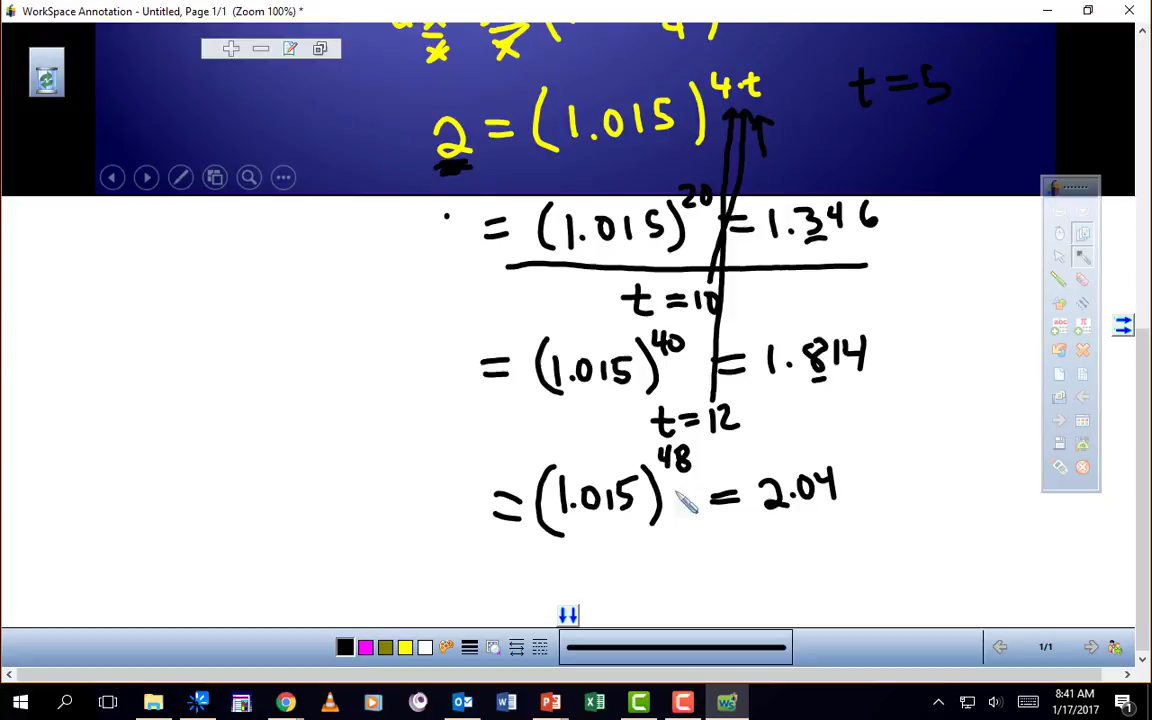 WorkSpace Annotation - Untitled, Page 1/1 (Zoom 100%) *
2 = (1.015)^4·t
t = 5
= (1.015)^20 = 1.346
t = 10
= (1.015)^40 = 1.814
t = 12
= (1.015)^48 = 2.04
1/1
8:41 AM
1/17/2017